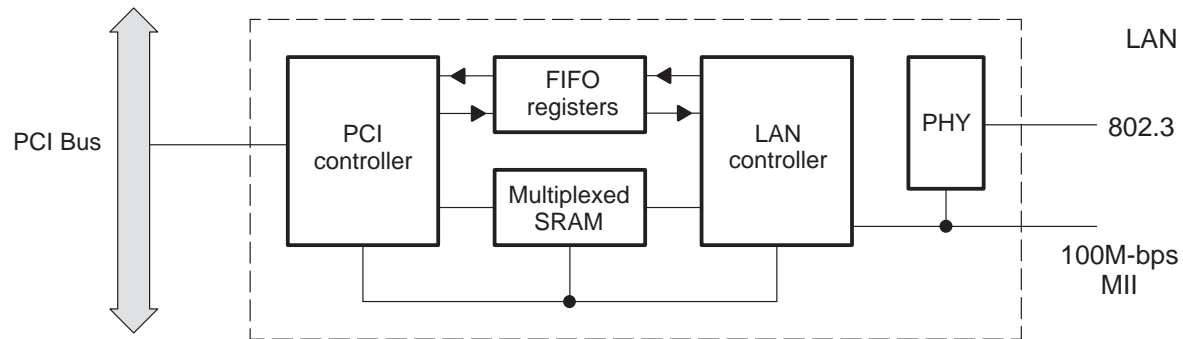 LAN
PCI Bus
PCI
controller
FIFO
registers
Multiplexed
SRAM
LAN
controller
PHY
802.3
100M-bps
MII